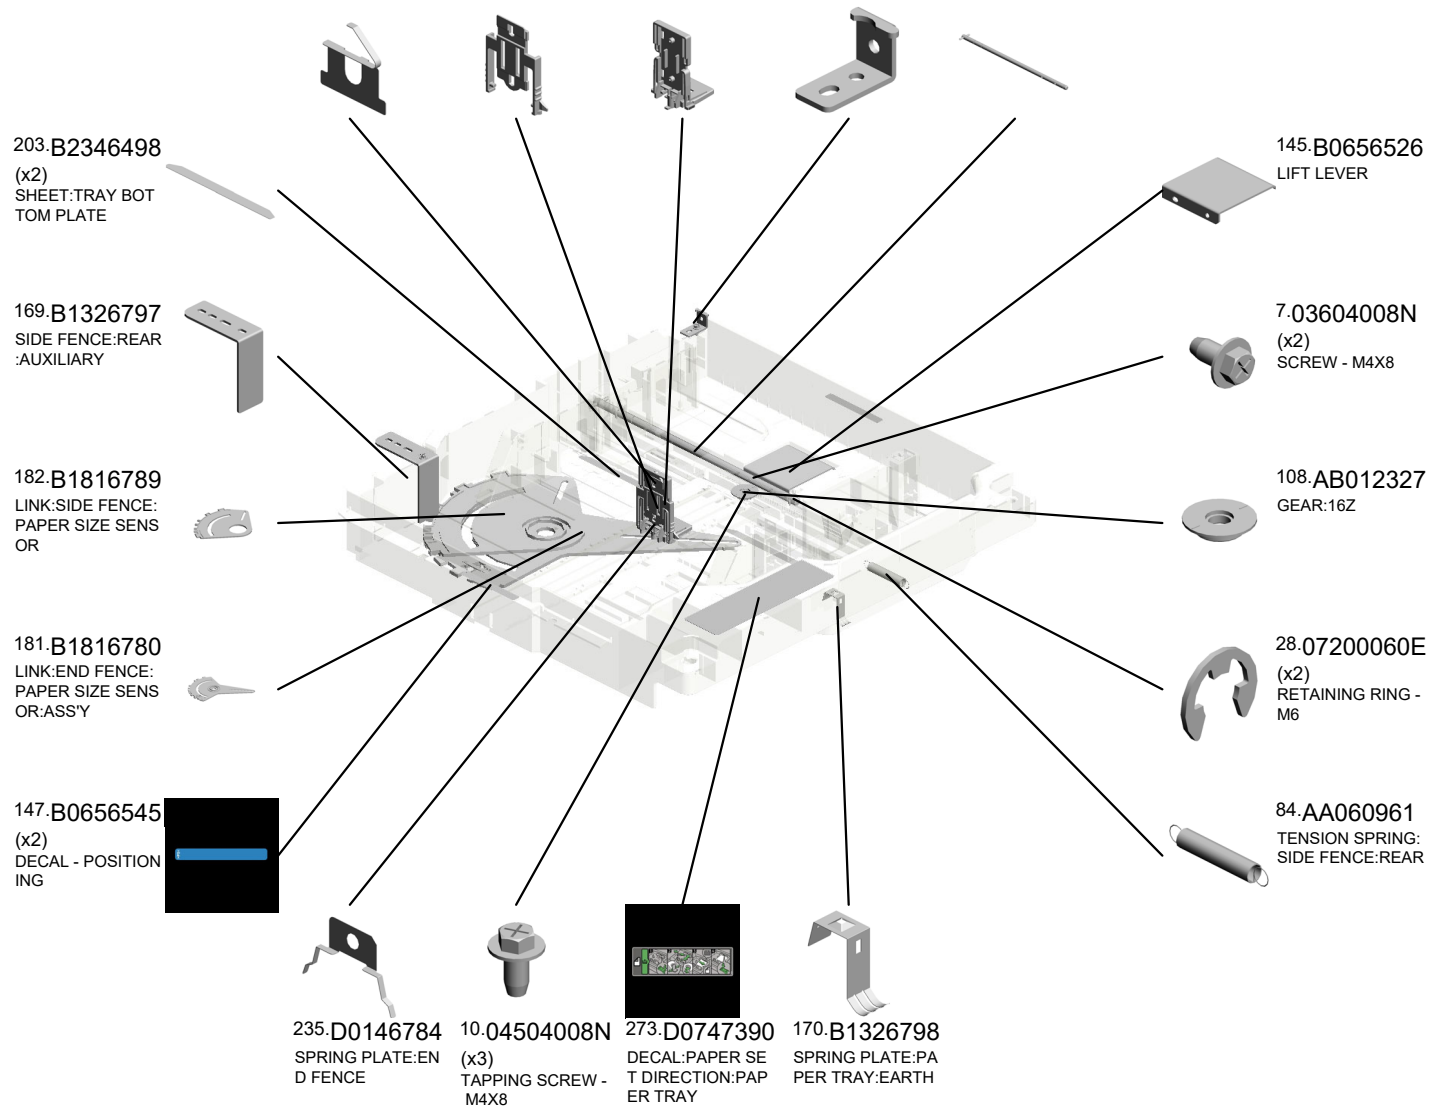 203.B2346498
(x2)
SHEET:TRAY BOT
TOM PLATE
169.B1326797
SIDE FENCE:REAR
:AUXILIARY
182.B1816789
LINK:SIDE FENCE:
PAPER SIZE SENS
OR
181.B1816780
LINK:END FENCE:
PAPER SIZE SENS
OR:ASS'Y
147.B0656545
(x2)
DECAL - POSITION
ING
145.B0656526
LIFT LEVER
7.03604008N
(x2)
SCREW - M4X8
108.AB012327
GEAR:16Z
28.07200060E
(x2)
RETAINING RING -
M6
84.AA060961
TENSION SPRING:
SIDE FENCE:REAR
235.D0146784
SPRING PLATE:EN
D FENCE
10.04504008N
(x3)
TAPPING SCREW -
M4X8
273.D0747390
DECAL:PAPER SE
T DIRECTION:PAP
ER TRAY
170.B1326798
SPRING PLATE:PA
PER TRAY:EARTH